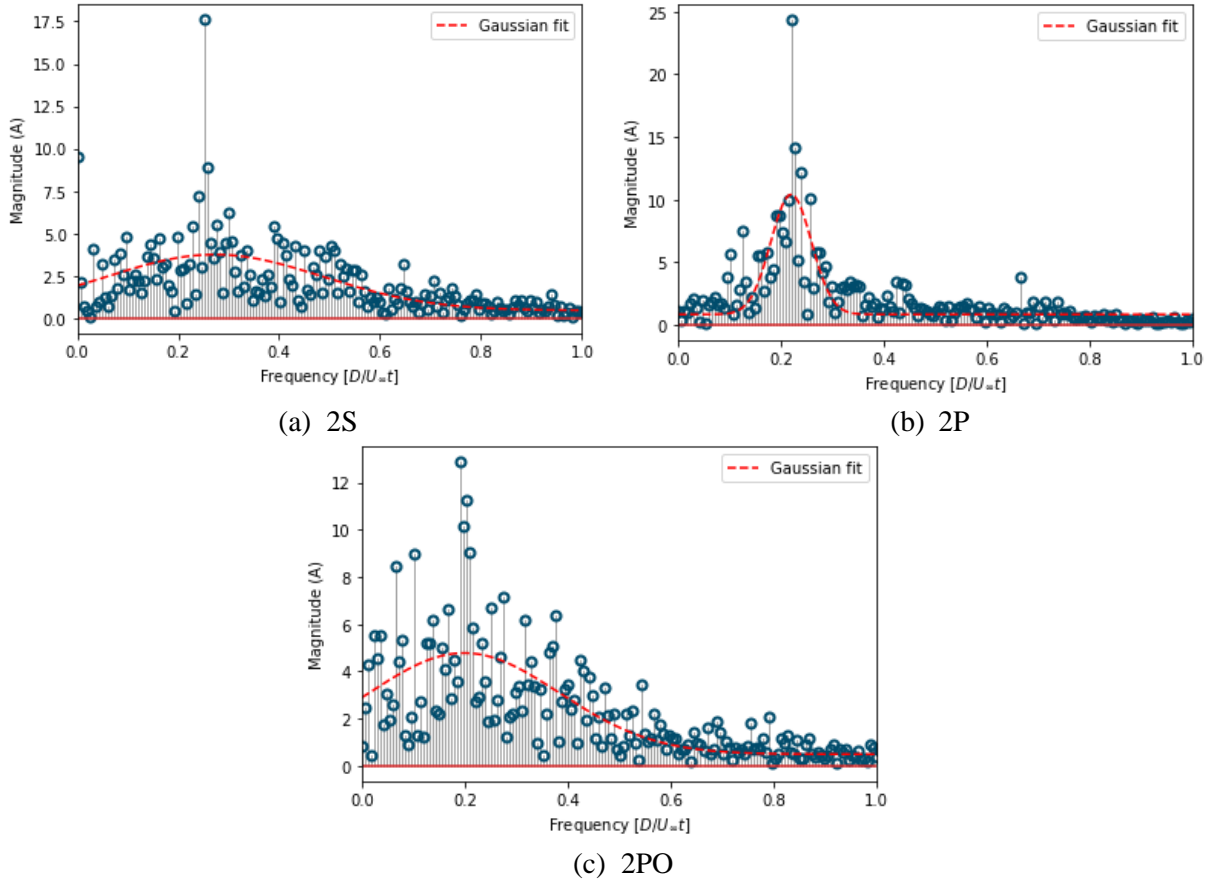 17.5
15.0
12.5
10.0
7.5
5.0
2.5
0.0
Magnitude (A)
Gaussian fit
0.0 0.2 0.4 0.6 0.8 1.0
Frequency [D/U∞t]
(a) 2S
25
20
15
10
5
0
Magnitude (A)
Gaussian fit
0.0 0.2 0.4 0.6 0.8 1.0
Frequency [D/U∞t]
(b) 2P
12
10
8
6
4
2
0
Magnitude (A)
Gaussian fit
0.0 0.2 0.4 0.6 0.8 1.0
Frequency [D/U∞t]
(c) 2PO